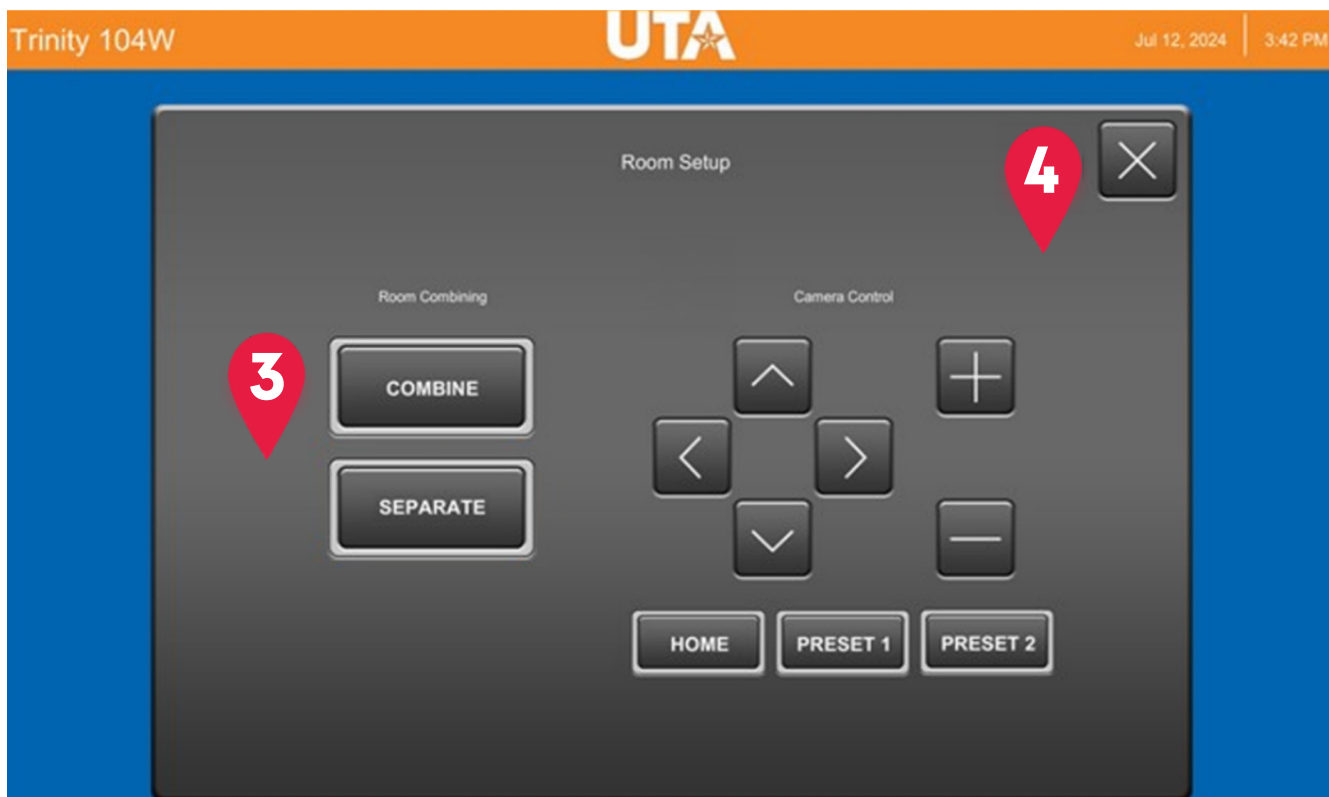 Trinity 104W
UTA
Jul 12, 2024
3:42 PM
Room Setup
4
Room Combining
Camera Control
3
COMBINE
SEPARATE
HOME
PRESET 1
PRESET 2